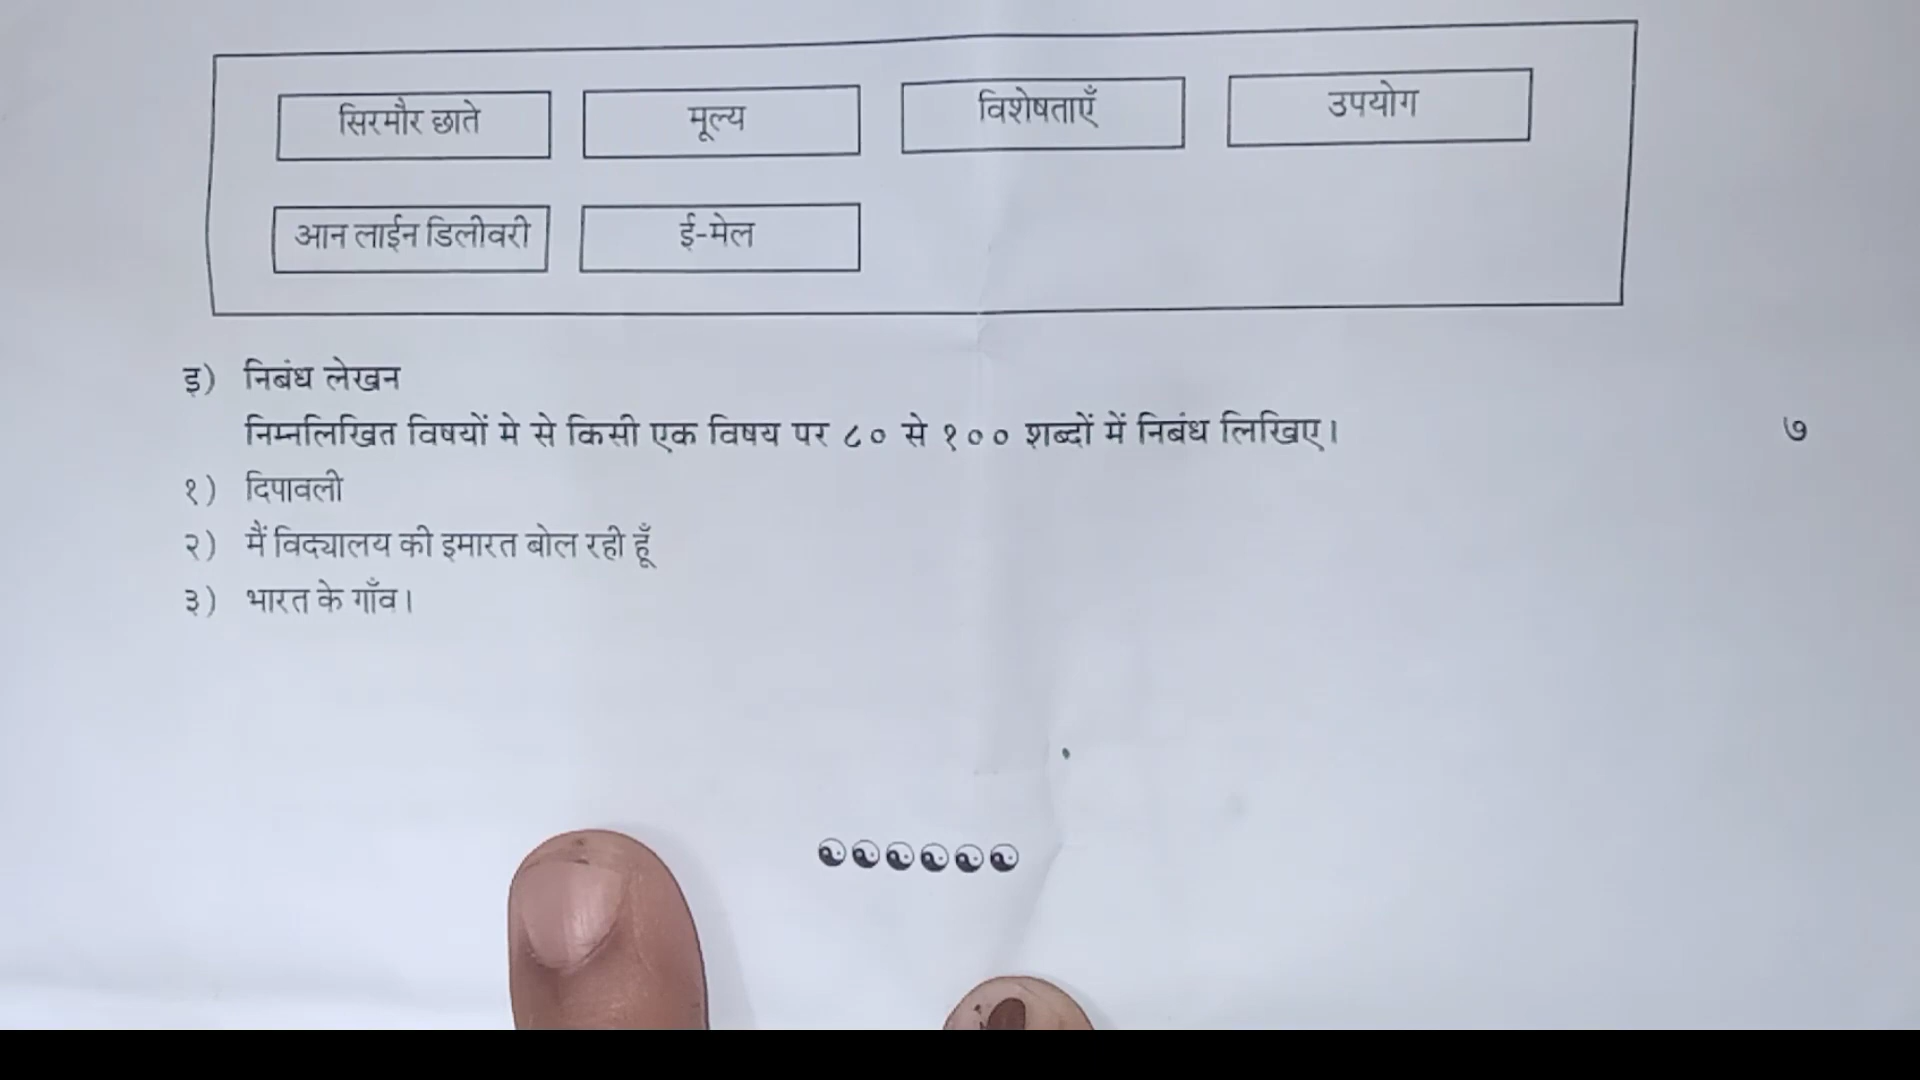 सिरमौर छाते मूल्य विशेषताएँ उपयोग
आन लाईन डिलीवरी ई-मेल
इ) निबंध लेखन
निम्नलिखित विषयों मे से किसी एक विषय पर ८० से १०० शब्दों में निबंध लिखिए। ७
१) दिपावली
२) मैं विद्यालय की इमारत बोल रही हूँ
३) भारत के गाँव।